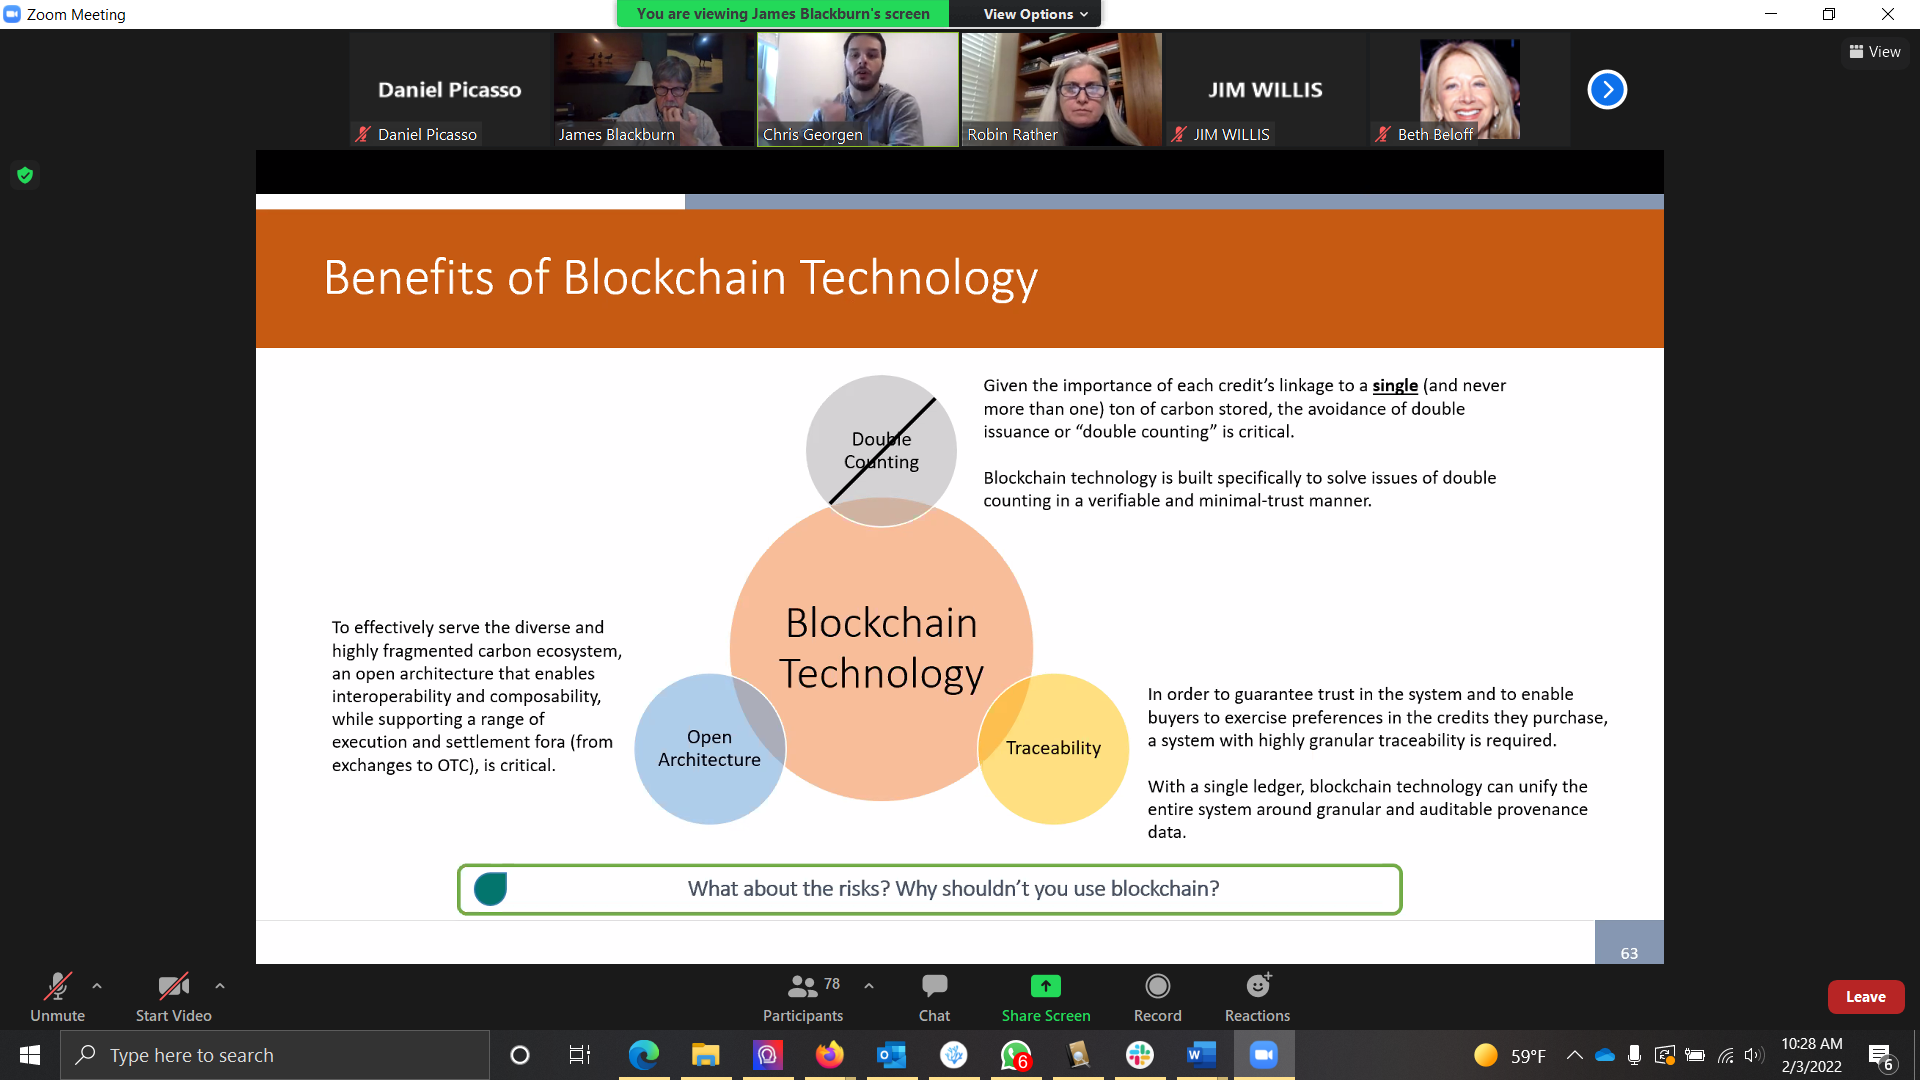 Zoom Meeting
You are viewing James Blackburn's screen
View Options
View
Daniel Picasso
JIM WILLIS
Daniel Picasso
James Blackburn
Chris Georgen
Robin Rather
JIM WILLIS
Beth Beloff
Benefits of Blockchain Technology
Double
Counting
Given the importance of each credit’s linkage to a single (and never
more than one) ton of carbon stored, the avoidance of double
issuance or “double counting” is critical.
Blockchain technology is built specifically to solve issues of double
counting in a verifiable and minimal-trust manner.
Blockchain
Technology
To effectively serve the diverse and
highly fragmented carbon ecosystem,
an open architecture that enables
interoperability and composability,
while supporting a range of
execution and settlement fora (from
exchanges to OTC), is critical.
Open
Architecture
Traceability
In order to guarantee trust in the system and to enable
buyers to exercise preferences in the credits they purchase,
a system with highly granular traceability is required.
With a single ledger, blockchain technology can unify the
entire system around granular and auditable provenance
data.
What about the risks? Why shouldn’t you use blockchain?
63
Unmute
Start Video
78
Participants
Chat
Share Screen
Record
Reactions
Leave
Type here to search
6
59°F
10:28 AM
2/3/2022
6